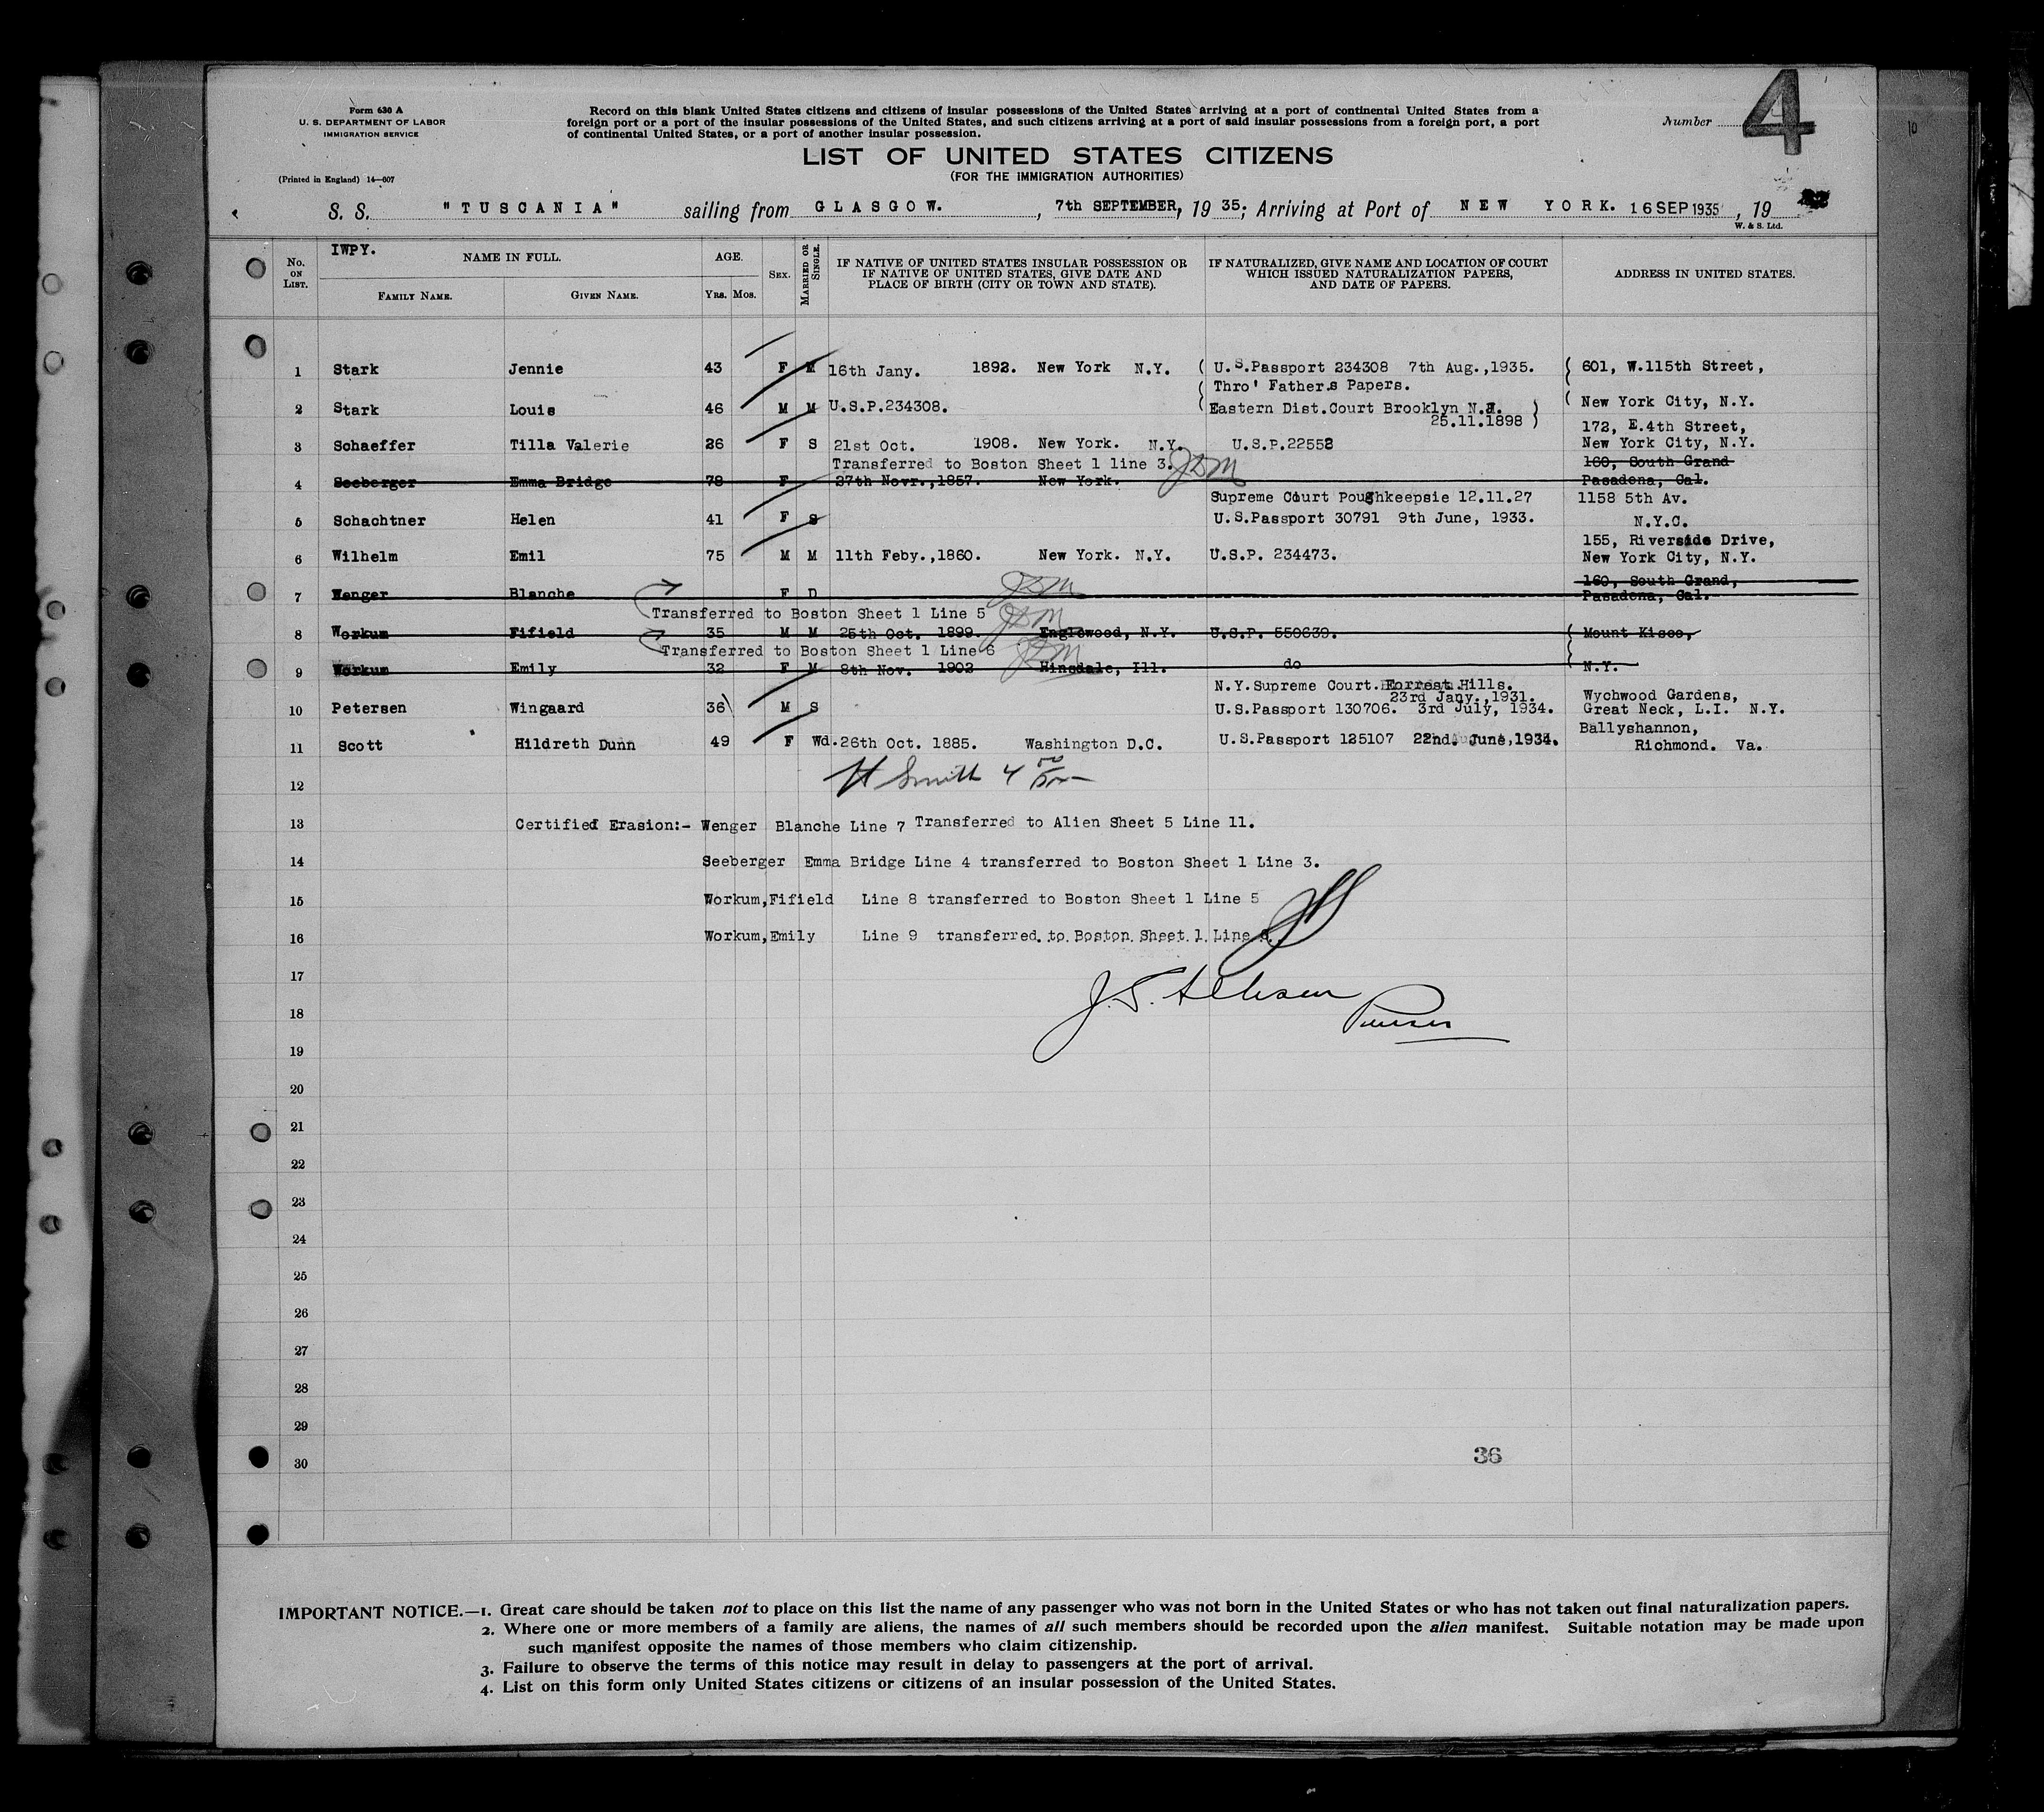 Form 630 A
U. S. DEPARTMENT OF LABOR
IMMIGRATION SERVICE
(Printed in England) 14—607
Record on this blank United States citizens and citizens of insular possessions of the United States arriving at a port of continental United States from a
foreign port or a port of the insular possessions of the United States, and such citizens arriving at a port of said insular possessions from a foreign port, a port
of continental United States, or a port of another insular possession.
Number 4
10
LIST OF UNITED STATES CITIZENS
(FOR THE IMMIGRATION AUTHORITIES)
S. S. "TUSCANIA" sailing from GLASGOW. , 7th SEPTEMBER, 19 35; Arriving at Port of NEW YORK. 16 SEP 1935 , 19
W. & S. Ltd.
IWPY.
No. ON LIST. NAME IN FULL. AGE. SEX. MARRIED OR SINGLE. IF NATIVE OF UNITED STATES INSULAR POSSESSION OR IF NATIVE OF UNITED STATES, GIVE DATE AND PLACE OF BIRTH (CITY OR TOWN AND STATE). IF NATURALIZED, GIVE NAME AND LOCATION OF COURT WHICH ISSUED NATURALIZATION PAPERS, AND DATE OF PAPERS. ADDRESS IN UNITED STATES.
FAMILY NAME. GIVEN NAME. YRS. MOS.
1 Stark Jennie 43 F M 16th Jany. 1892. New York N.Y. ( U.S.Passport 234308 7th Aug.,1935. ( 601, W.115th Street,
( Thro' Father.s Papers.
2 Stark Louis 46 M M U.S.P.234308. Eastern Dist.Court Brooklyn N. ) ( New York City, N.Y.
25.11.1898 )
172, E.4th Street,
3 Schaeffer Tilla Valerie 26 F S 21st Oct. 1908. New York. N.Y. U.S.P.22552 New York City, N.Y.
Transferred to Boston Sheet 1 line 3. JDM 160, South Grand
4 Seeberger Emma Bridge 78 F 27th Novr.,1857. New York. Pasadena, Cal.
Supreme Court Poughkeepsie 12.11.27 1158 5th Av.
5 Schachtner Helen 41 F S U.S.Passport 30791 9th June, 1933. N.Y.C.
155, Riverside Drive,
6 Wilhelm Emil 75 M M 11th Feby.,1860. New York. N.Y. U.S.P. 234473. New York City, N.Y.
160, South Grand,
7 Wenger Blanche F D JDM Pasadena, Cal.
Transferred to Boston Sheet 1 Line 5 JDM
8 Workum Fifield 35 M M 25th Oct. 1899. Englewood, N.Y. U.S.P. 550639. ( Mount Kisco,
Transferred to Boston Sheet 1 Line 6 JDM
9 Workum Emily 32 F M 8th Nov. 1902 Hinsdale, Ill. do ( N.Y.
N.Y.Supreme Court. Forrest Hills.
23rd Jany.,1931. Wychwood Gardens,
10 Petersen Wingaard 36 M S U.S.Passport 130706. 3rd July, 1934. Great Neck, L.I. N.Y.
Ballyshannon,
11 Scott Hildreth Dunn 49 F Wd. 26th Oct. 1885. Washington D.C. U.S.Passport 125107 22nd. June,1934. Richmond. Va.
12 H Smith 4
13 Certified Erasion:- Wenger Blanche Line 7 Transferred to Alien Sheet 5 Line 11.
14 Seeberger Emma Bridge Line 4 transferred to Boston Sheet 1 Line 3.
15 Workum,Fifield Line 8 transferred to Boston Sheet 1 Line 5
16 Workum,Emily Line 9 transferred. to Boston Sheet 1 Line 6.
17
18 Purser
19
20
21
22
23
24
25
26
27
28
29
30 36
IMPORTANT NOTICE.—1. Great care should be taken not to place on this list the name of any passenger who was not born in the United States or who has not taken out final naturalization papers.
2. Where one or more members of a family are aliens, the names of all such members should be recorded upon the alien manifest. Suitable notation may be made upon
such manifest opposite the names of those members who claim citizenship.
3. Failure to observe the terms of this notice may result in delay to passengers at the port of arrival.
4. List on this form only United States citizens or citizens of an insular possession of the United States.